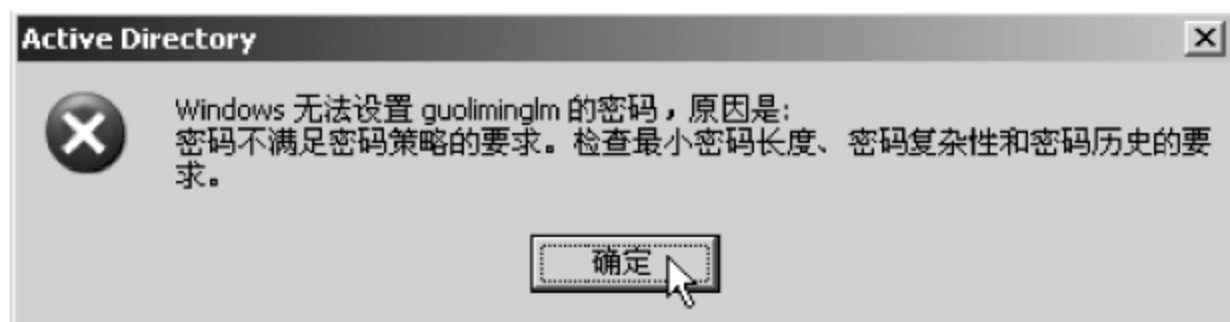 Active Directory
Windows 无法设置 guoliminglm 的密码，原因是:
密码不满足密码策略的要求。检查最小密码长度、密码复杂性和密码历史的要
求。
确定